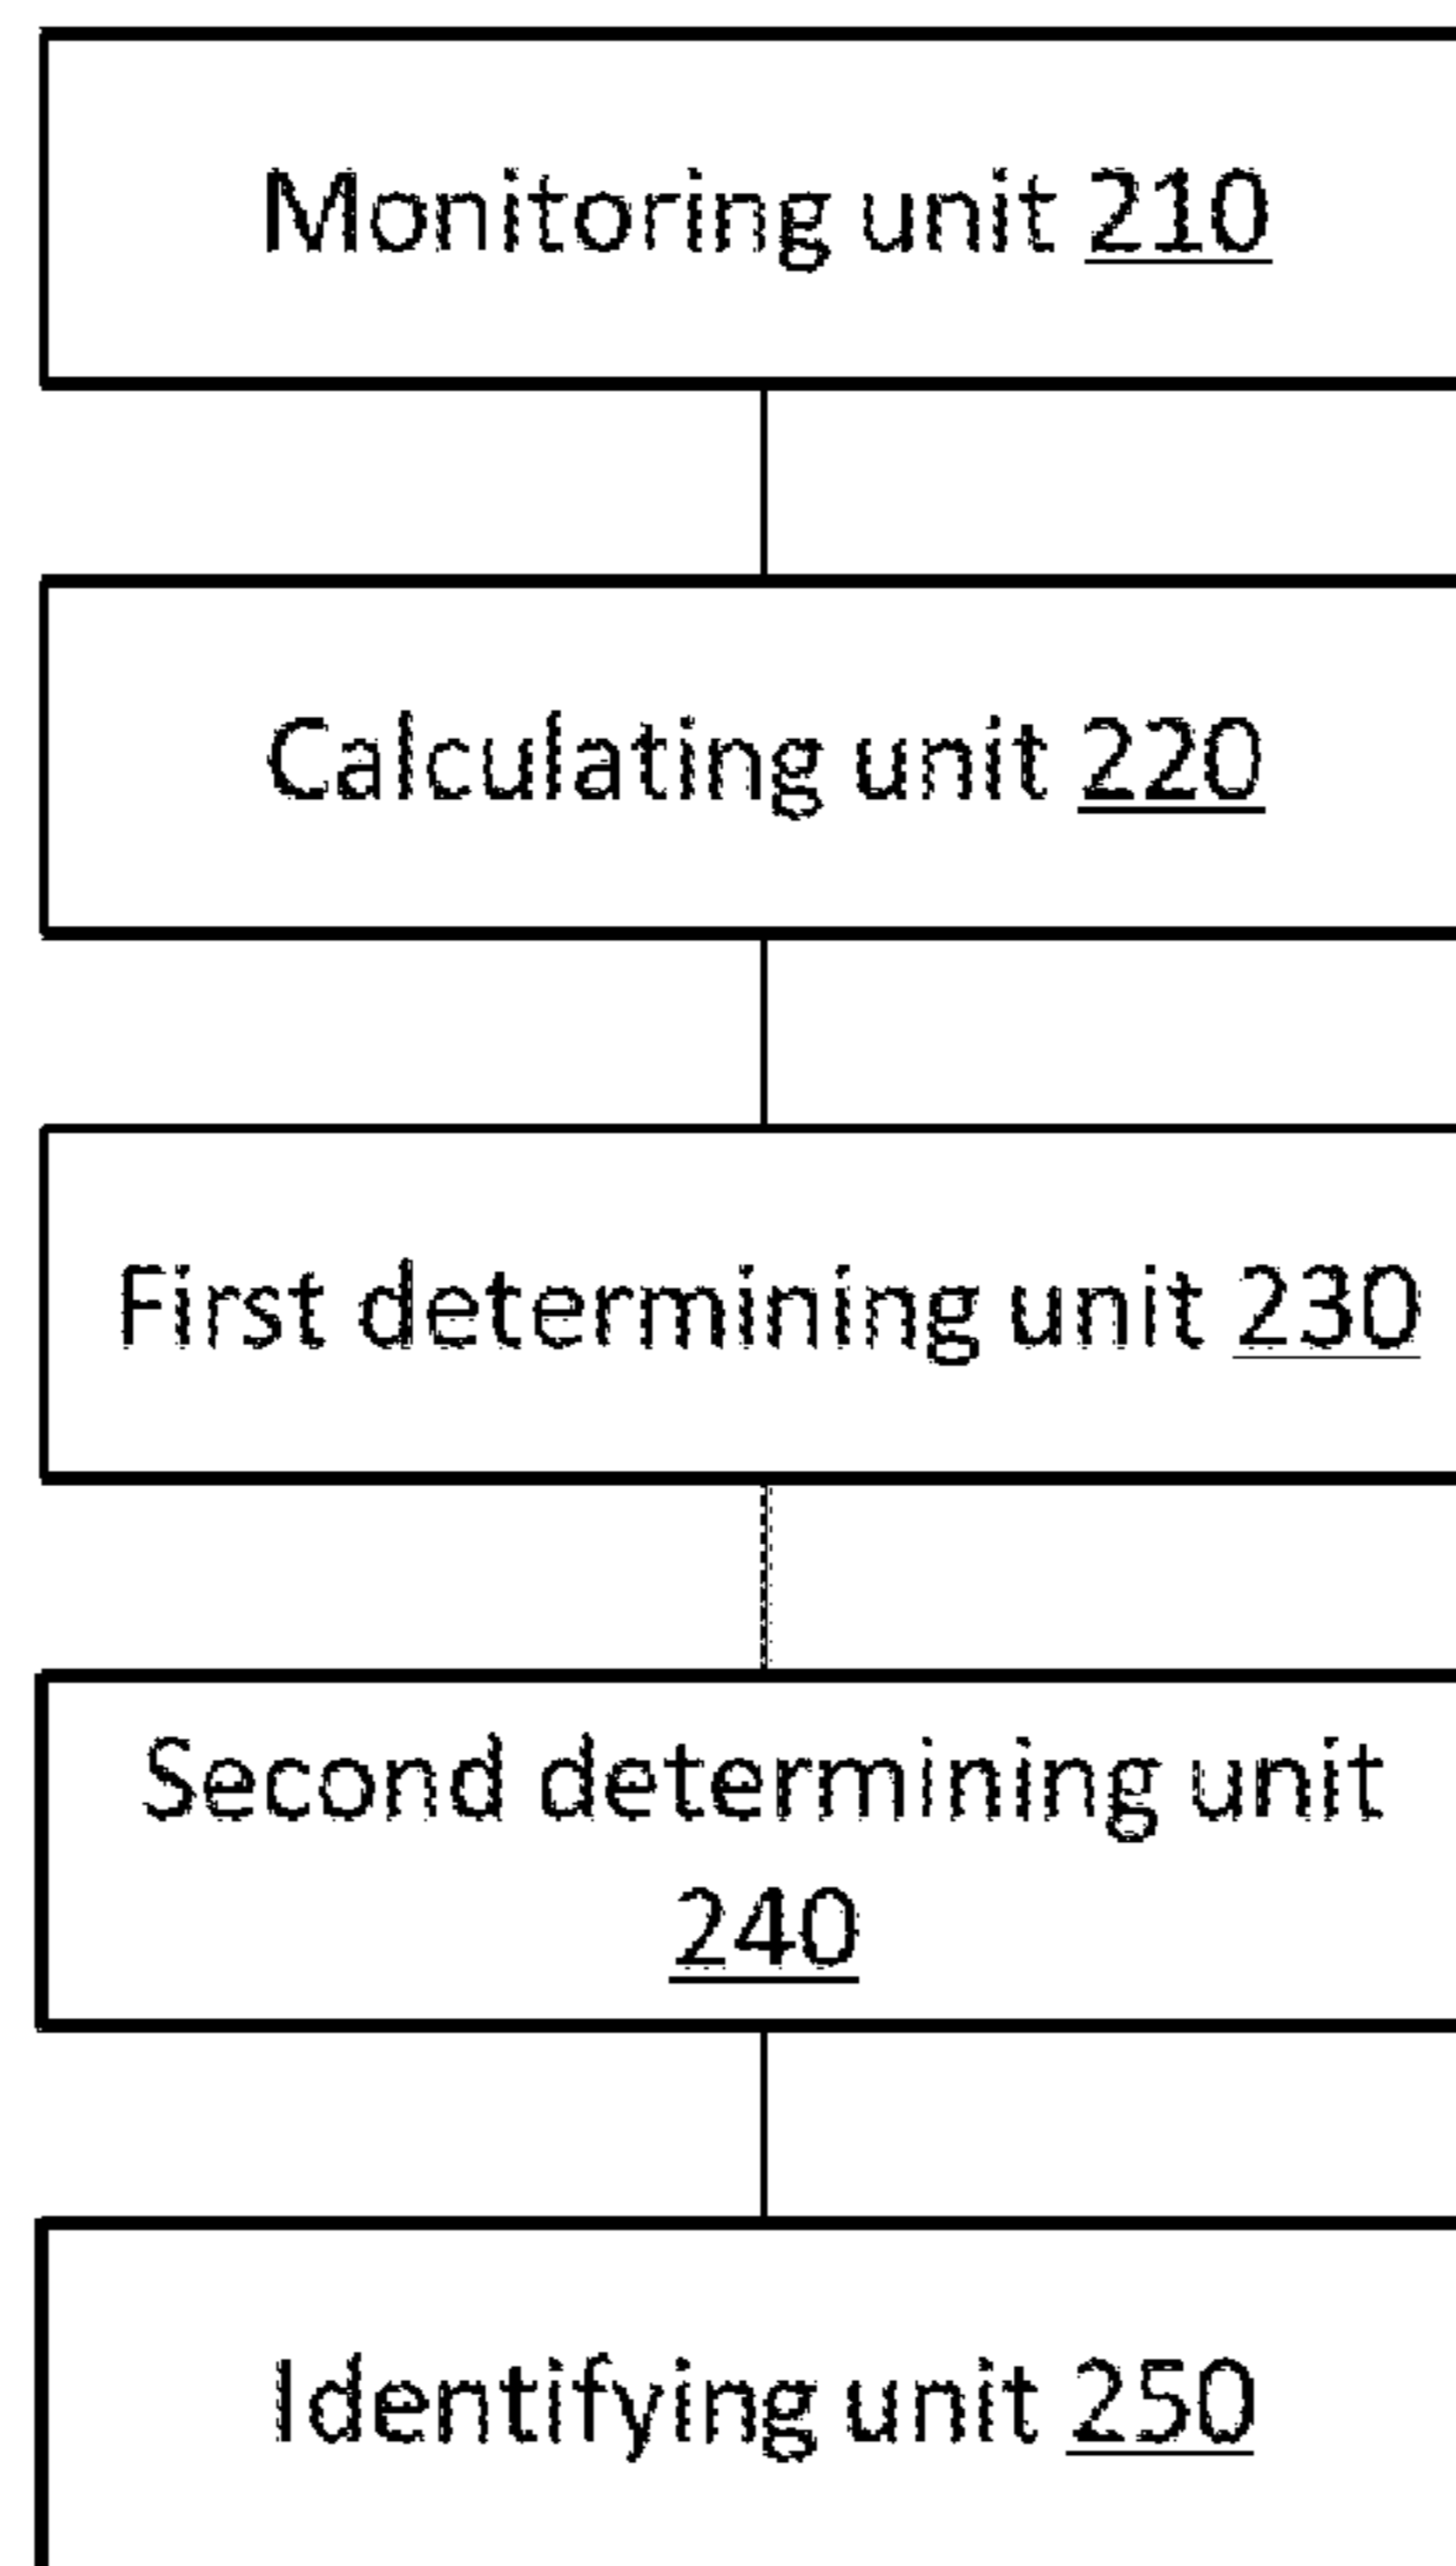 Monitoring unit 210
Calculating unit 220
First determining unit 230
Second determining unit
240
Identifying unit 250